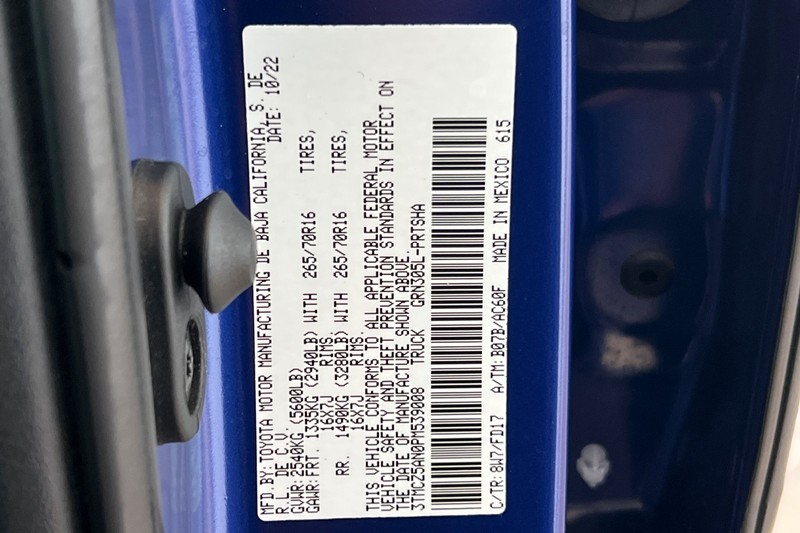 MFD.BY: TOYOTA MOTOR MANUFACTURING DE BAJA CALIFORNIA, S. DE
R.L. DE C.V. DATE: 10/22
GVWR: 2540KG (5600LB)
GAWR: FRT. 1335KG (2940LB) WITH 265/70R16 TIRES,
16X7J RIMS.
RR. 1490KG (3280LB) WITH 265/70R16 TIRES,
16X7J RIMS.
THIS VEHICLE CONFORMS TO ALL APPLICABLE FEDERAL MOTOR
VEHICLE SAFETY AND THEFT PREVENTION STANDARDS IN EFFECT ON
THE DATE OF MANUFACTURE SHOWN ABOVE.
3TMCZ5AN0PM539008 TRUCK GRN305L-PRTSHA
C/TR: 8W7/FD17 A/TM: B07B/AC60F MADE IN MEXICO 615